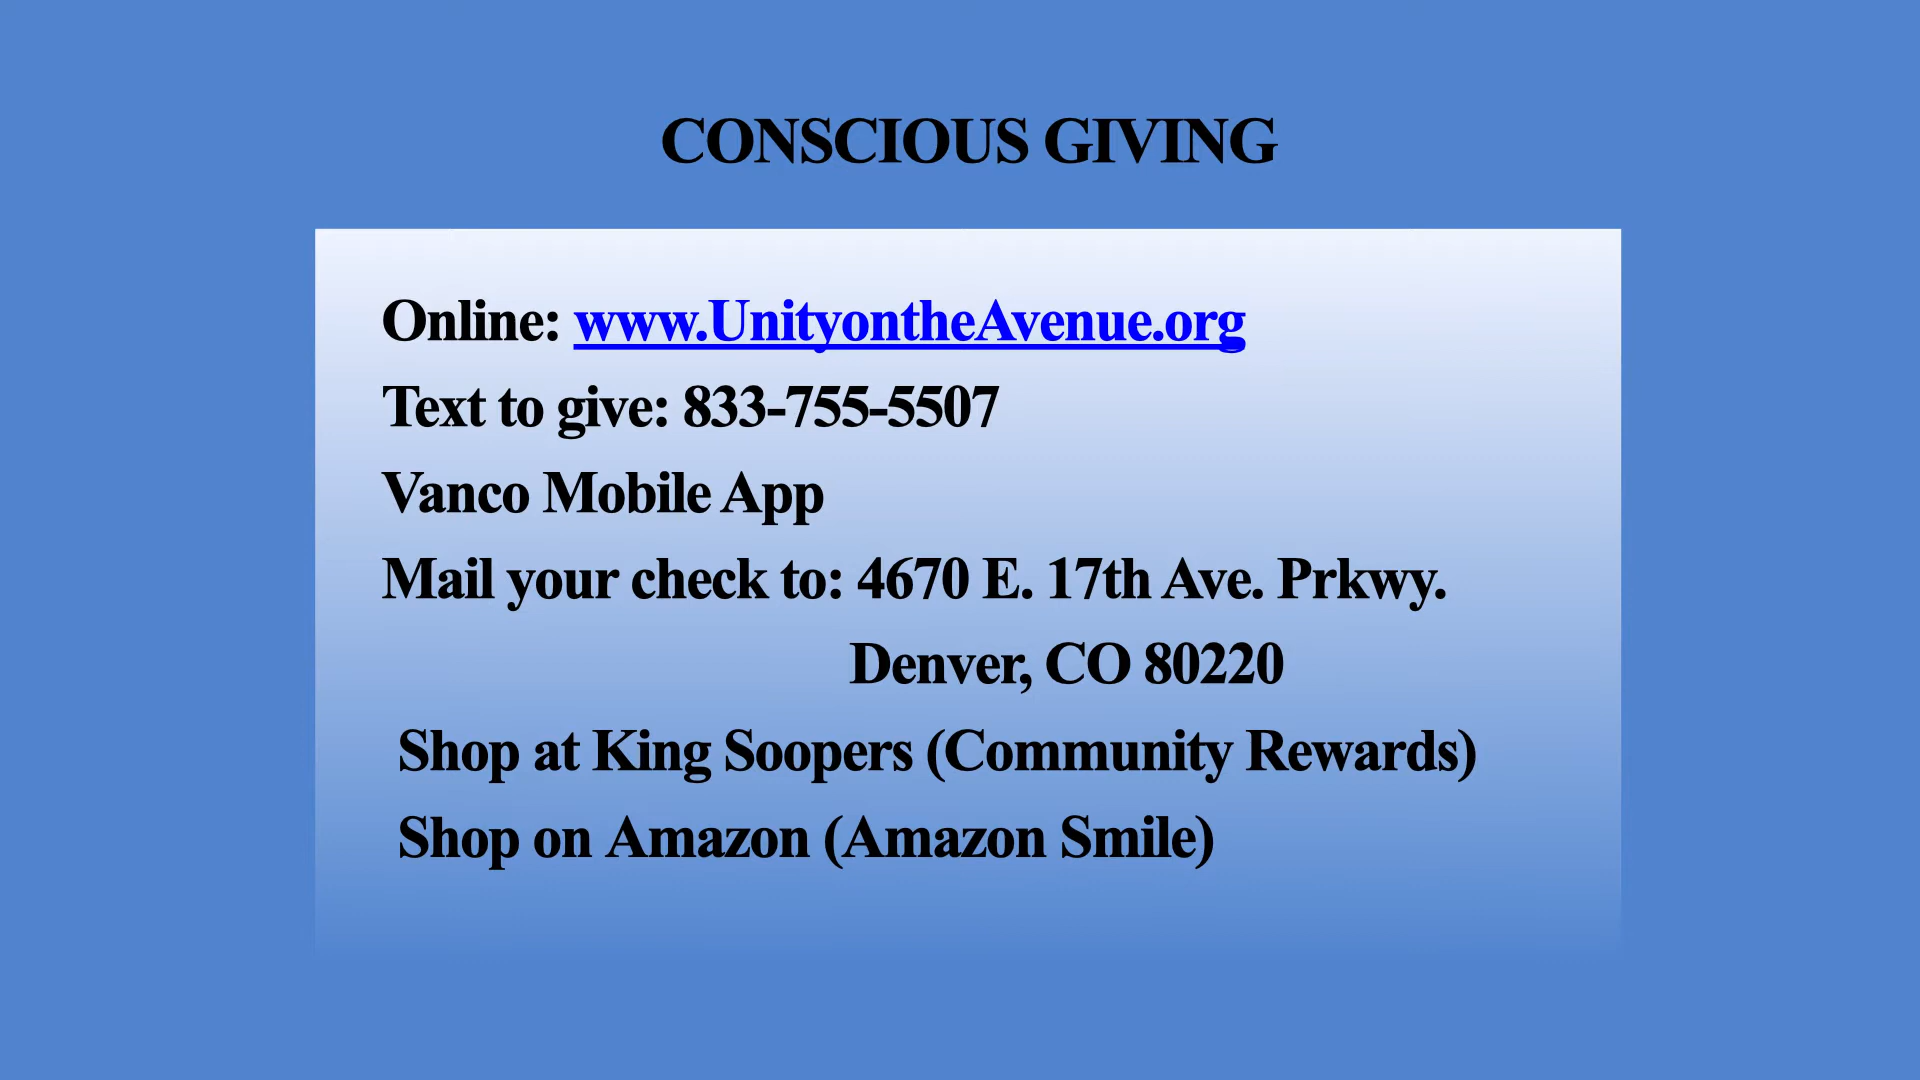 CONSCIOUS GIVING
Online: www.UnityontheAvenue.org
Text to give: 833-755-5507
Vanco Mobile App
Mail your check to: 4670 E. 17th Ave. Prkwy.
Denver, CO 80220
Shop at King Soopers (Community Rewards)
Shop on Amazon (Amazon Smile)